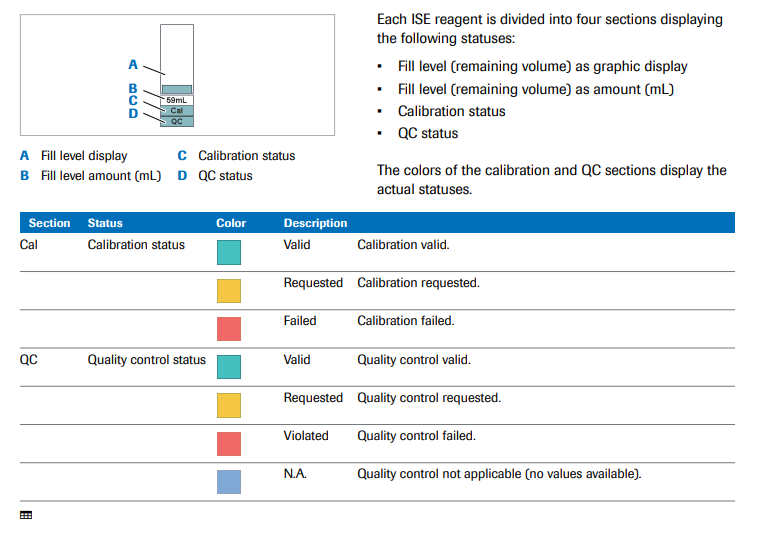 Each ISE reagent is divided into four sections displaying
the following statuses:
▪ Fill level (remaining volume) as graphic display
▪ Fill level (remaining volume) as amount (mL)
▪ Calibration status
▪ QC status
The colors of the calibration and QC sections display the
actual statuses.
A
B
C
D
59mL
Cal
QC
A Fill level display C Calibration status
B Fill level amount (mL) D QC status
Section Status Color Description
Cal Calibration status Valid Calibration valid.
Requested Calibration requested.
Failed Calibration failed.
QC Quality control status Valid Quality control valid.
Requested Quality control requested.
Violated Quality control failed.
N.A. Quality control not applicable (no values available).